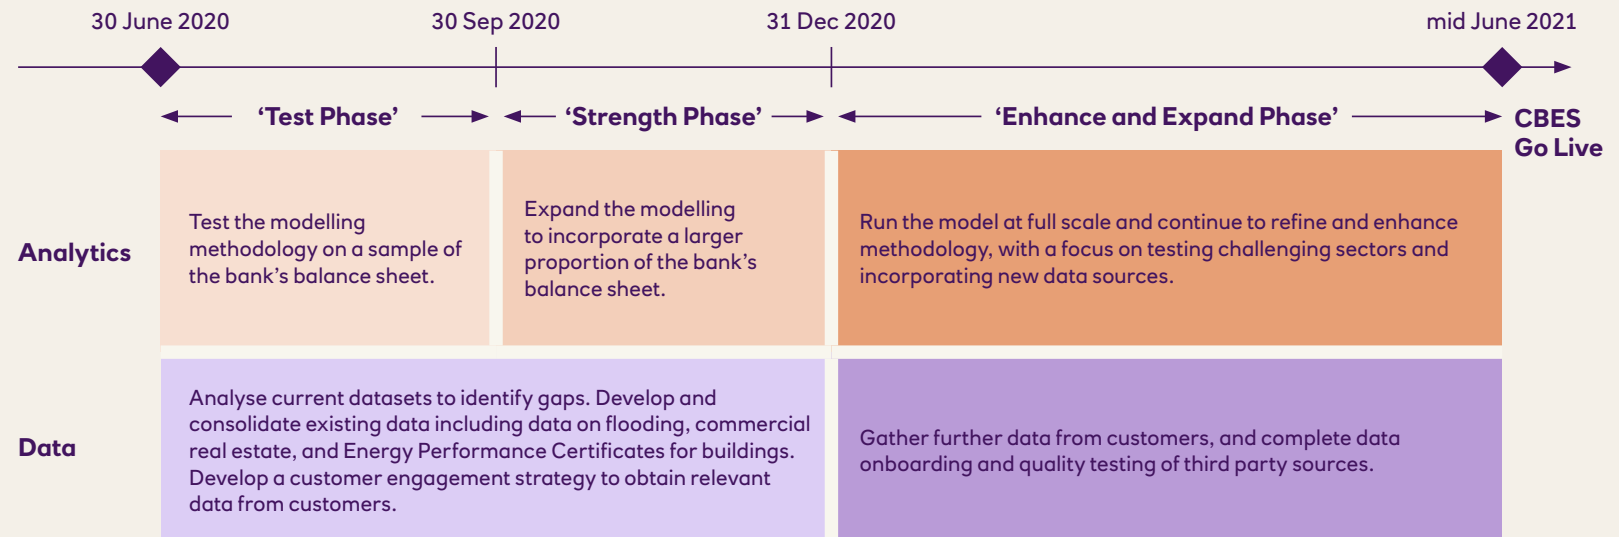 30 June 2020
30 Sep 2020
31 Dec 2020
mid June 2021
‘Test Phase’
‘Strength Phase’
‘Enhance and Expand Phase’
CBES
Go Live
Analytics
Test the modelling
methodology on a sample of
the bank’s balance sheet.
Expand the modelling
to incorporate a larger
proportion of the bank’s
balance sheet.
Run the model at full scale and continue to refine and enhance
methodology, with a focus on testing challenging sectors and
incorporating new data sources.
Data
Analyse current datasets to identify gaps. Develop and
consolidate existing data including data on flooding, commercial
real estate, and Energy Performance Certificates for buildings.
Develop a customer engagement strategy to obtain relevant
data from customers.
Gather further data from customers, and complete data
onboarding and quality testing of third party sources.